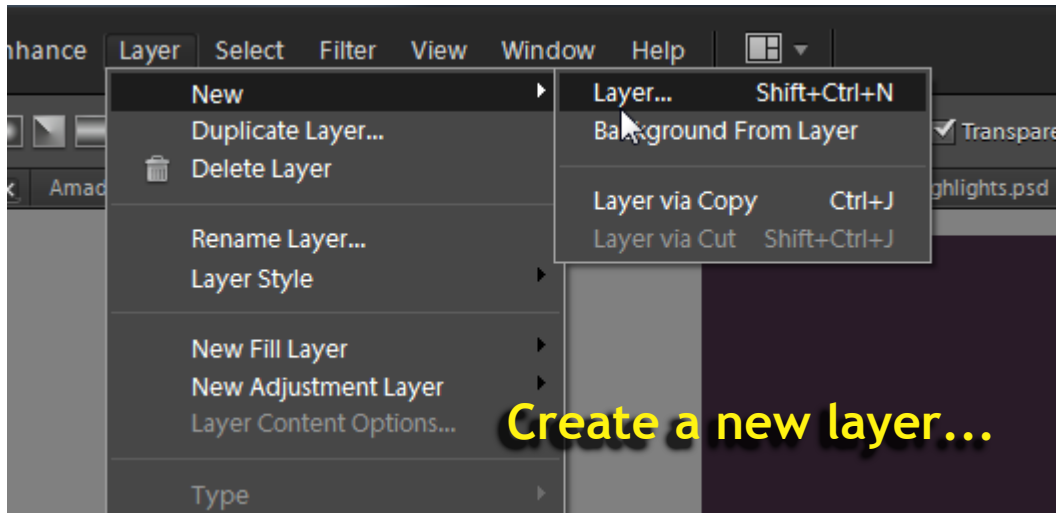 nhance Layer Select Filter View Window Help
New
Layer... Shift+Ctrl+N
Duplicate Layer...
Background From Layer
Transpare
Delete Layer
Amad
Layer via Copy Ctrl+J
ghlights.psd
Rename Layer...
Layer via Cut Shift+Ctrl+J
Layer Style
New Fill Layer
New Adjustment Layer
Layer Content Options...
Create a new layer...
Type